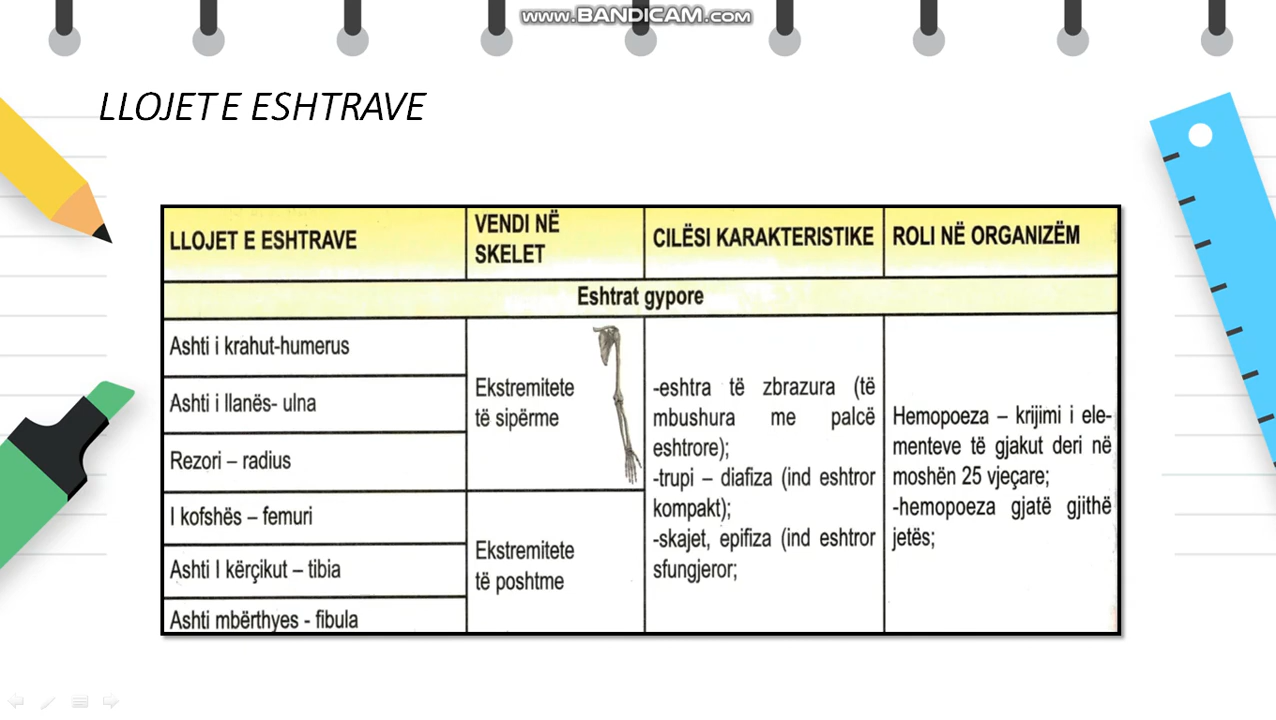 www.BANDICAM.com
LLOJET E ESHTRAVE
LLOJET E ESHTRAVE
VENDI NË
SKELET
CILËSI KARAKTERISTIKE
ROLI NË ORGANIZËM
Eshtrat gypore
Ashti i krahut-humerus
Ashti i llanës- ulna
Rezori – radius
Ekstremitete
të sipërme
I kofshës – femuri
Ashti I kërçikut – tibia
Ashti mbërthyes - fibula
Ekstremitete
të poshtme
-eshtra të zbrazura (të
mbushura me palcë
eshtrore);
-trupi – diafiza (ind eshtror
kompakt);
-skajet, epifiza (ind eshtror
sfungjeror;
Hemopoeza – krijimi i ele-
menteve të gjakut deri në
moshën 25 vjeçare;
-hemopoeza gjatë gjithë
jetës;